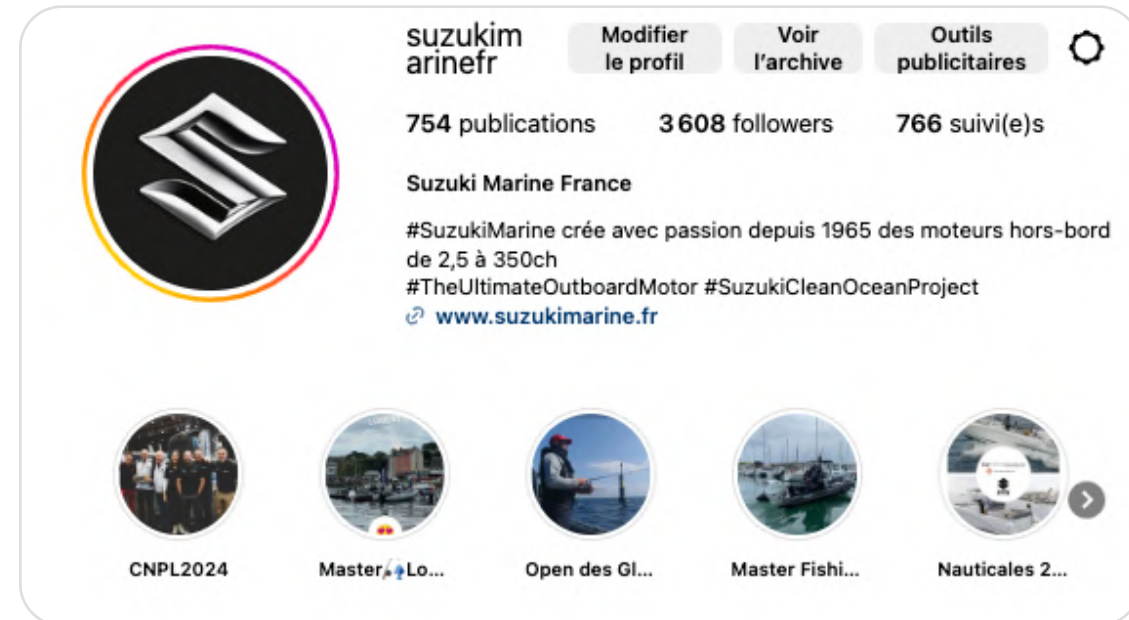 suzukim
arinefr
Modifier
le profil
Voir
l'archive
Outils
publicitaires
754 publications
3 608 followers
766 suivi(e)s
Suzuki Marine France
#SuzukiMarine crée avec passion depuis 1965 des moteurs hors-bord
de 2,5 à 350ch
#TheUltimateOutboardMotor #SuzukiCleanOceanProject
www.suzukimarine.fr
CNPL2024
Master🎣Lo...
Open des Gl...
Master Fishi...
Nauticales 2...